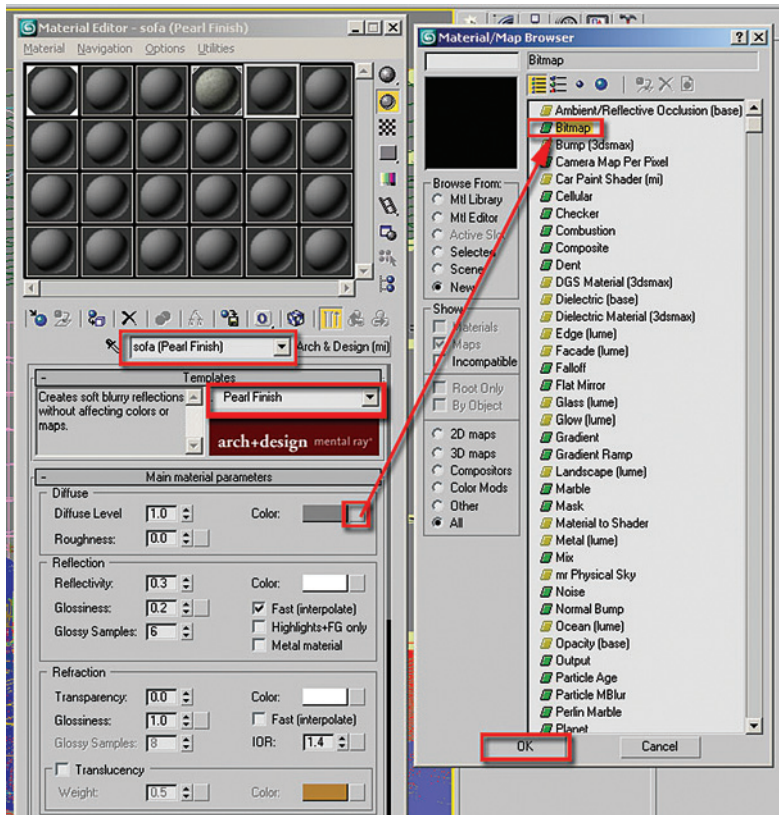 Material Editor - sofa (Pearl Finish)
Material Navigation Options Utilities
sofa (Pearl Finish)
Arch & Design (mi)
Templates
Creates soft blurry reflections without affecting colors or maps.
Pearl Finish
arch+design mental ray
Main material parameters
Diffuse
Diffuse Level 1.0 Color:
Roughness: 0.0
Reflection
Reflectivity: 0.3 Color:
Glossiness: 0.2 Fast (interpolate)
Glossy Samples: 6 Highlights+FG only
Metal material
Refraction
Transparency: 0.0 Color:
Glossiness: 1.0 Fast (interpolate)
Glossy Samples: 8 IOR: 1.4
Translucency
Weight: 0.5 Color:
Material/Map Browser
Bitmap
Browse From:
Mtl Library
Mtl Editor
Active Slot
Selected
Scene
New
Show
Materials
Maps
Incompatible
Root Only
By Object
2D maps
3D maps
Compositors
Color Mods
Other
All
Ambient/Reflective Occlusion (base)
Bitmap
Bump (3dsmax)
Camera Map Per Pixel
Car Paint Shader (mi)
Cellular
Checker
Combustion
Composite
Dent
DGS Material (3dsmax)
Dielectric (base)
Dielectric Material (3dsmax)
Edge (lume)
Facade (lume)
Falloff
Flat Mirror
Glass (lume)
Glow (lume)
Gradient
Gradient Ramp
Landscape (lume)
Marble
Mask
Material to Shader
Metal (lume)
Mix
mr Physical Sky
Noise
Normal Bump
Ocean (lume)
Opacity (base)
Output
Particle Age
Particle MBlur
Perlin Marble
Planet
OK Cancel